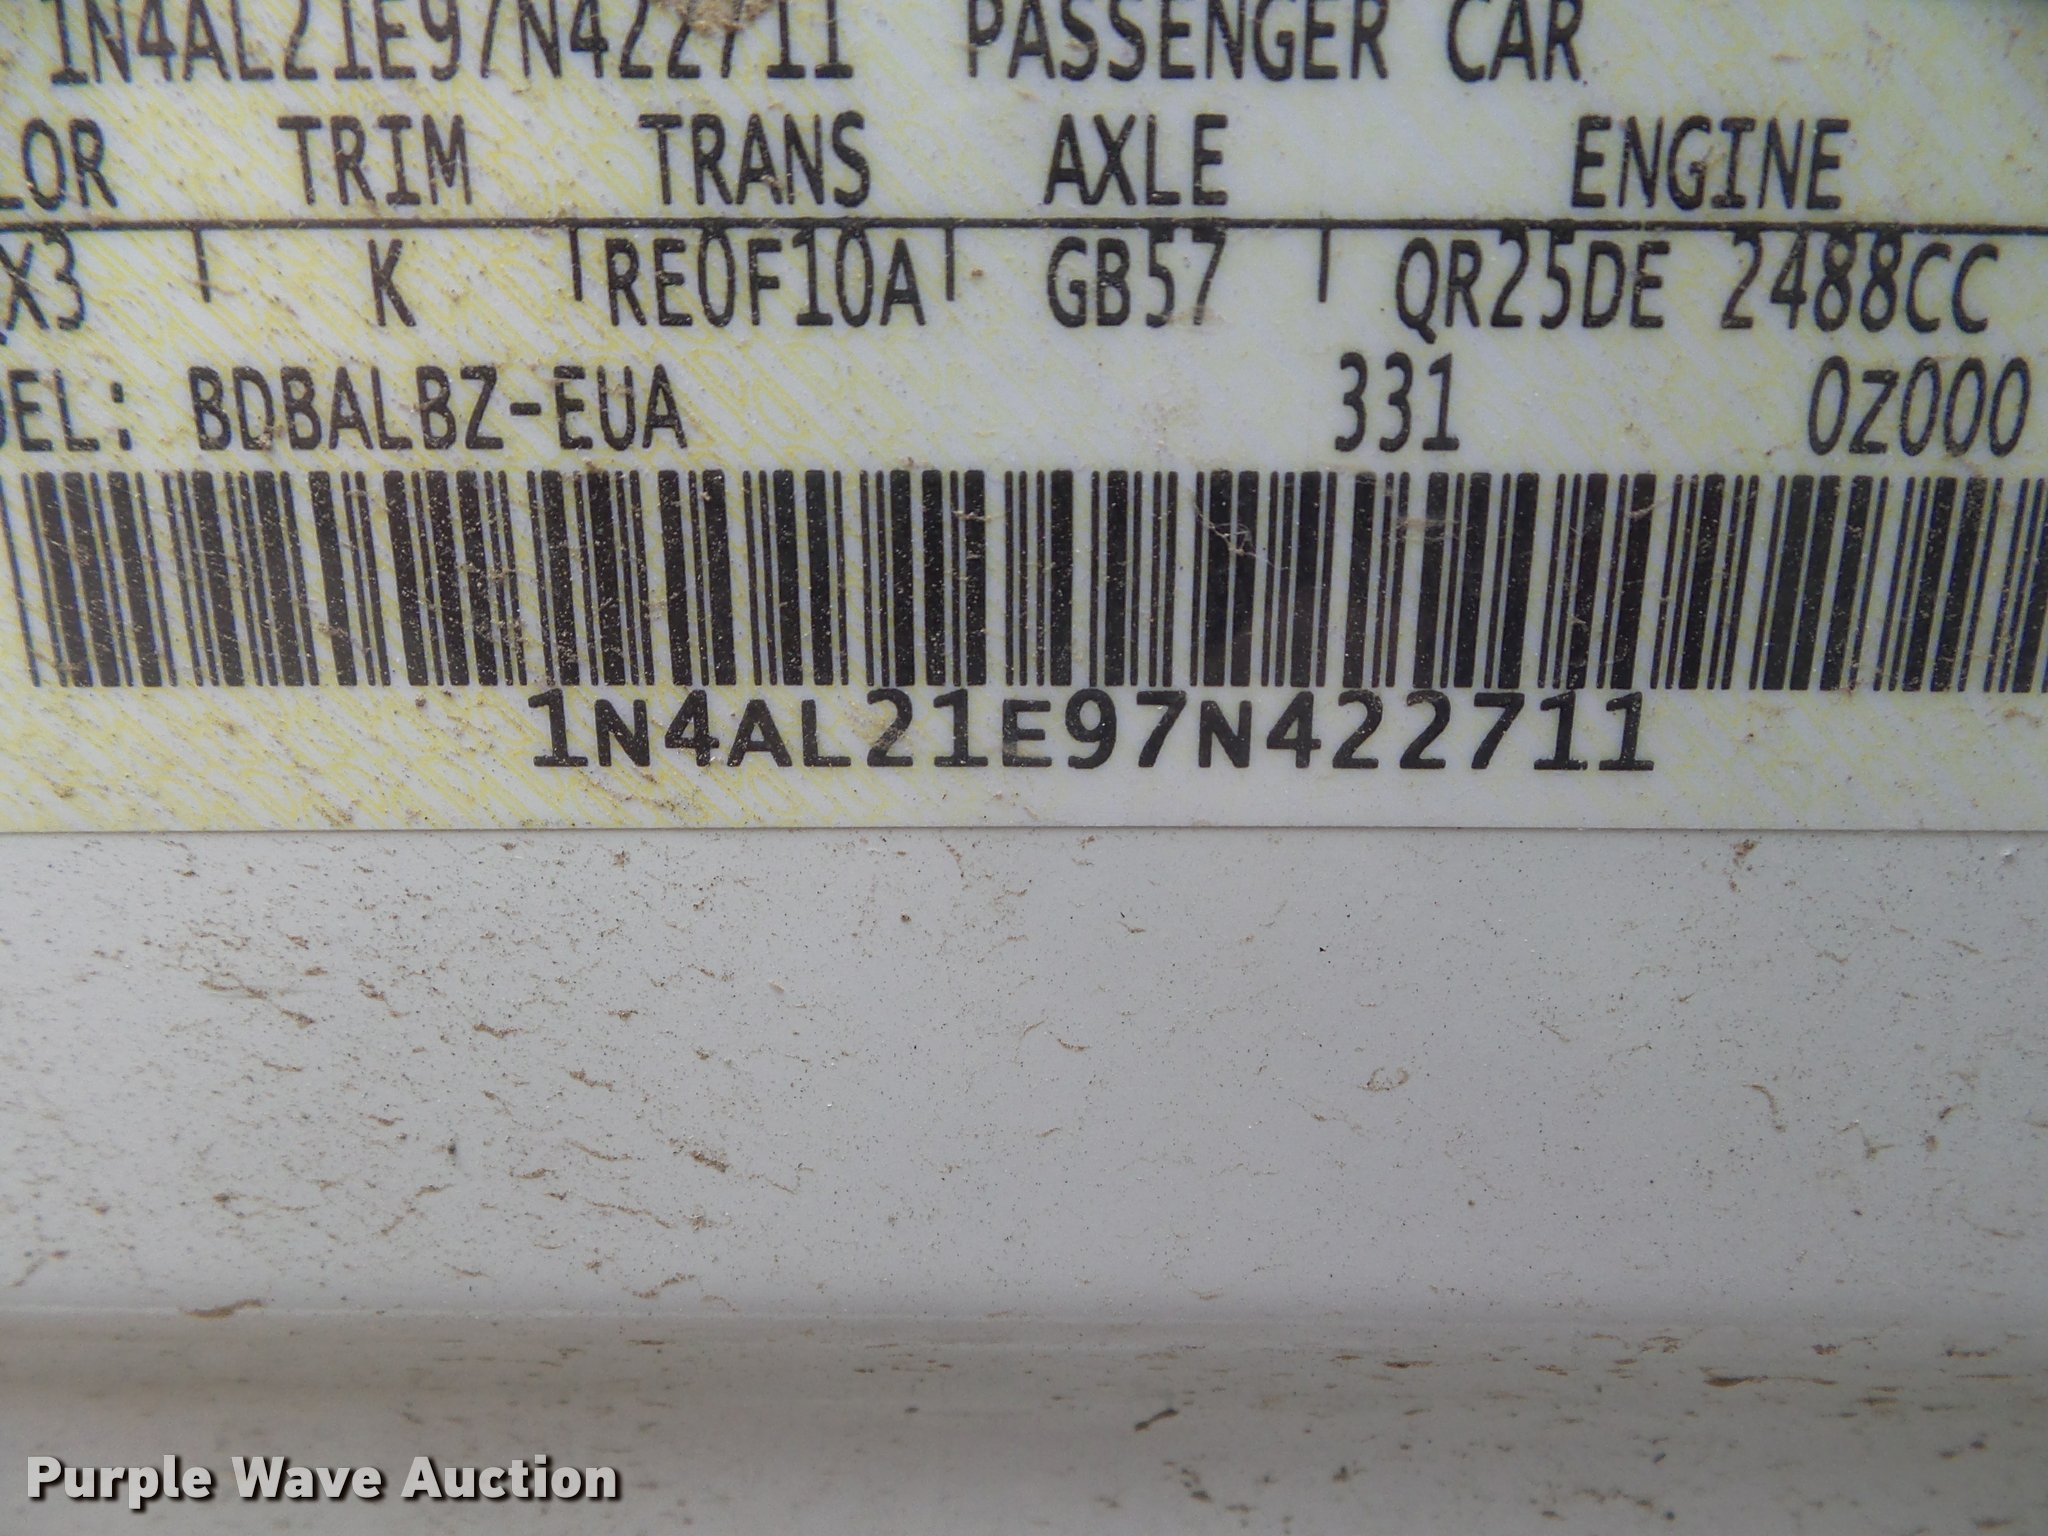 1N4AL21E97N422711 PASSENGER CAR
LOR TRIM TRANS AXLE ENGINE
X3 K RE0F10A GB57 QR25DE 2488CC
DEL: BDBALBZ-EUA 331 0Z000
1N4AL21E97N422711
Purple Wave Auction